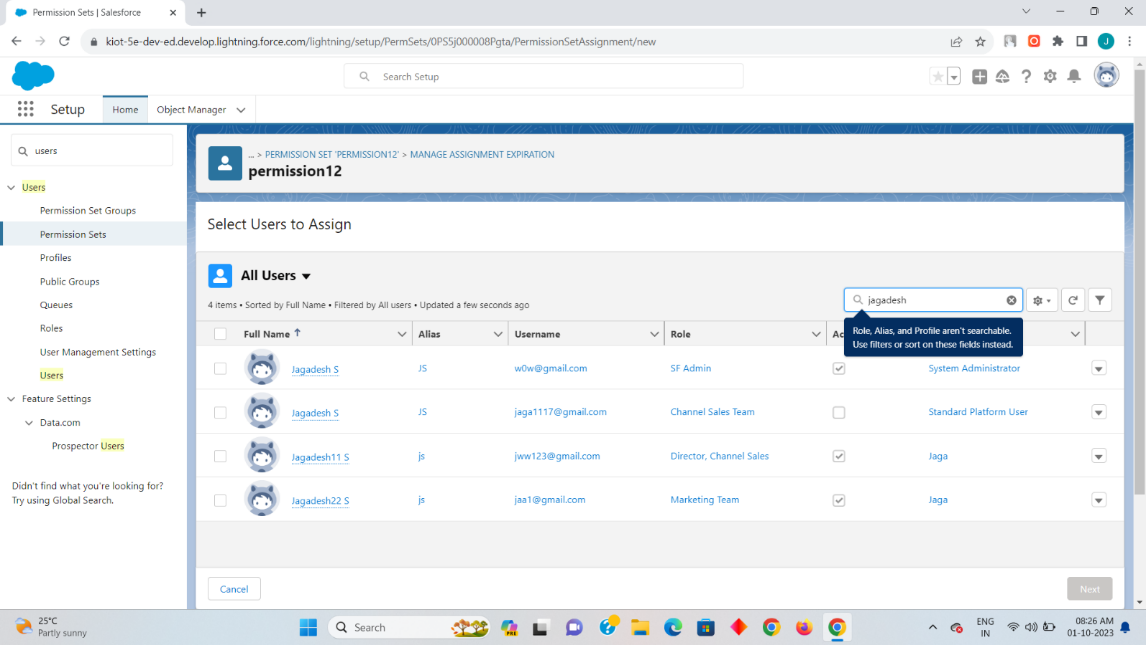 Permission Sets | Salesforce
kiot-5e-dev-ed.develop.lightning.force.com/lightning/setup/PermSets/0PS5j000008Pgta/PermissionSetAssignment/new
J
Search Setup
Setup
Home
Object Manager
users
Users
Permission Set Groups
Permission Sets
Profiles
Public Groups
Queues
Roles
User Management Settings
Users
Feature Settings
Data.com
Prospector Users
Didn't find what you're looking for?
Try using Global Search.
... > PERMISSION SET 'PERMISSION12' > MANAGE ASSIGNMENT EXPIRATION
permission12
Select Users to Assign
All Users
4 items • Sorted by Full Name • Filtered by All users • Updated a few seconds ago
jagadesh
Role, Alias, and Profile aren't searchable.
Use filters or sort on these fields instead.
Full Name Alias Username Role Ac
Jagadesh S JS w0w@gmail.com SF Admin System Administrator
Jagadesh S JS jaga1117@gmail.com Channel Sales Team Standard Platform User
Jagadesh11 S js jww123@gmail.com Director, Channel Sales Jaga
Jagadesh22 S js jaa1@gmail.com Marketing Team Jaga
Cancel
Next
25°C
Partly sunny
Search
PRE
ENG
IN
08:26 AM
01-10-2023